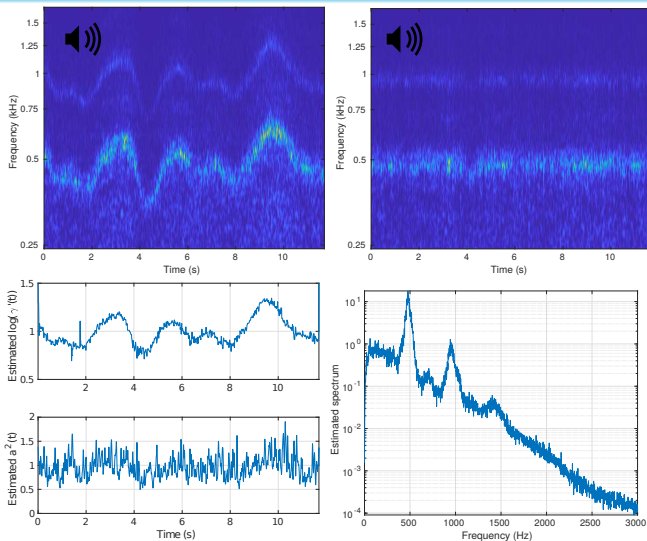 1.5
1
0.75
0.5
0.25
Frequency (kHz)
0 2 4 6 8 10
Time (s)
1.5
1
0.75
0.5
0.25
Frequency (kHz)
0 2 4 6 8 10
Time (s)
1.5
1
0.5
Estimated log(γ'(t))
2 4 6 8 10
2
1.5
1
0.5
0
Estimated a²(t)
0 2 4 6 8 10
Time (s)
10¹
10⁰
10⁻¹
10⁻²
10⁻³
10⁻⁴
Estimated spectrum
0 500 1000 1500 2000 2500 3000
Frequency (Hz)